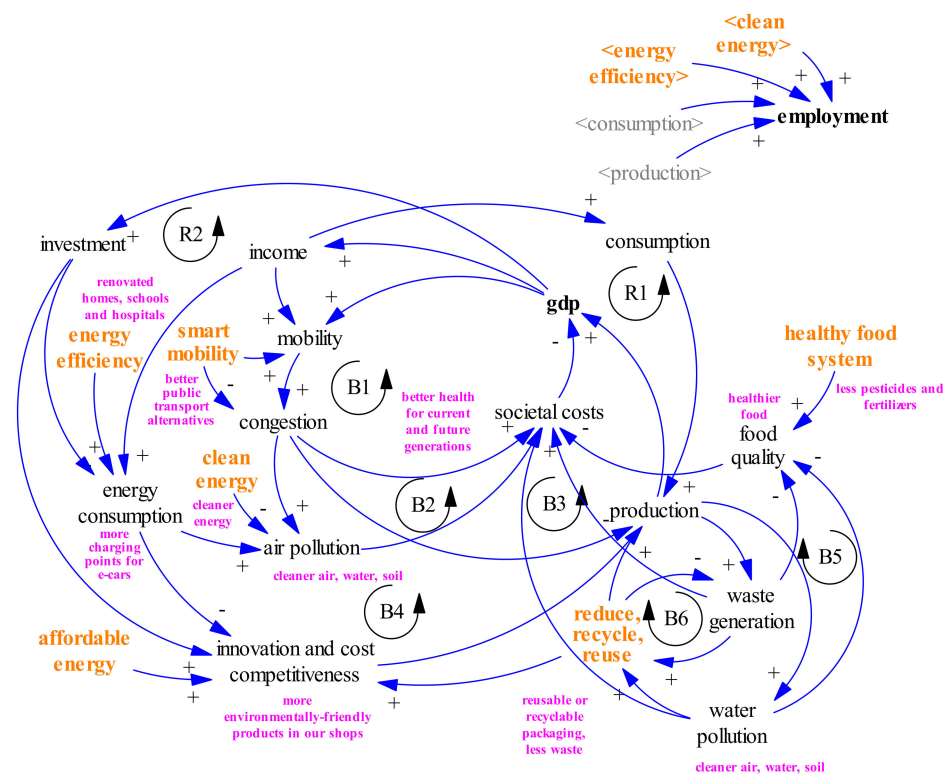 <clean
energy>
<energy
efficiency>
+
+
+
<consumption>
employment
+
<production>
+
investment
+
R2
income
+
consumption
renovated
homes, schools
and hospitals
+
R1
gdp
energy
efficiency
smart
mobility
+
+
mobility
-
+
healthy food
system
better
public
transport
alternatives
-
+
+
B1
better health
for current
and future
generations
less pesticides and
fertilizers
healthier
food
+
congestion
societal costs
+
-
food
quality
-
clean
energy
+
-
+
+
energy
consumption
cleaner
energy
-
+
B2
B3
+
-
production
+
-
more
charging
points for
e-cars
+
air pollution
cleaner air, water, soil
B5
+
-
+
waste
generation
B4
-
reduce,
recycle,
reuse
B6
affordable
energy
innovation and cost
competitiveness
+
+
+
+
+
+
more
environmentally-friendly
products in our shops
reusable or
recyclable
packaging,
less waste
water
pollution
cleaner air, water, soil